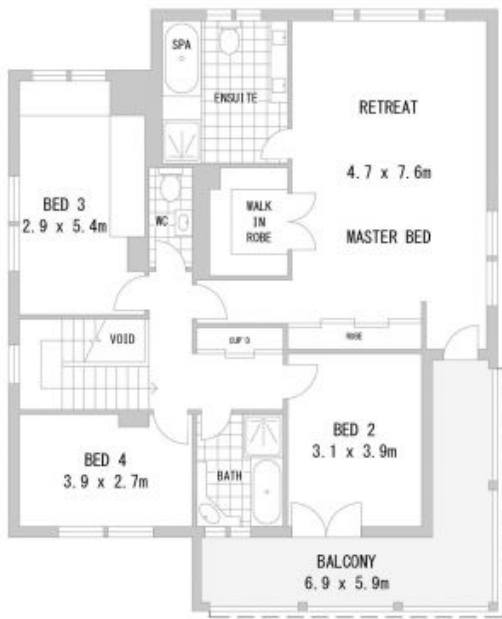 SPA
ENSUITE
RETREAT
4.7 x 7.6m
MASTER BED
BED 3
2.9 x 5.4m
WC
WALK
IN
ROBE
VOID
CUP'D
ROBE
BED 2
3.1 x 3.9m
BED 4
3.9 x 2.7m
BATH
BALCONY
6.9 x 5.9m